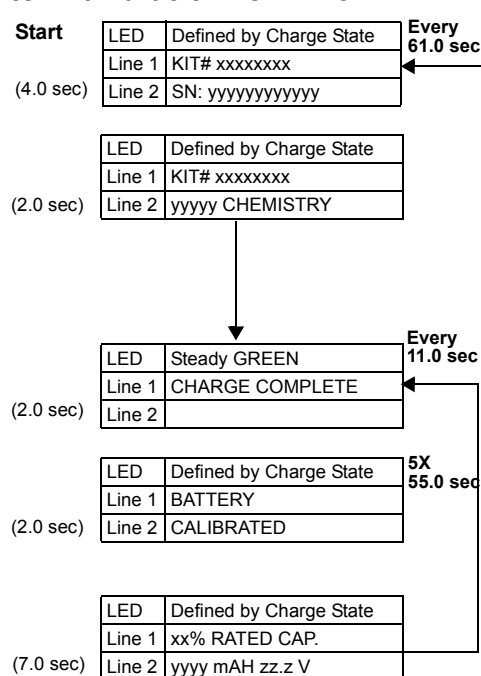 Start
LED Defined by Charge State
Every
61.0 sec
Line 1 KIT# xxxxxxxx
(4.0 sec) Line 2 SN: yyyyyyyyyyyy
LED Defined by Charge State
Line 1 KIT# xxxxxxxx
(2.0 sec) Line 2 yyyyy CHEMISTRY
Every
11.0 sec
LED Steady GREEN
Line 1 CHARGE COMPLETE
(2.0 sec) Line 2
5X
55.0 sec
LED Defined by Charge State
Line 1 BATTERY
(2.0 sec) Line 2 CALIBRATED
LED Defined by Charge State
Line 1 xx% RATED CAP.
(7.0 sec) Line 2 yyyy mAH zz.z V